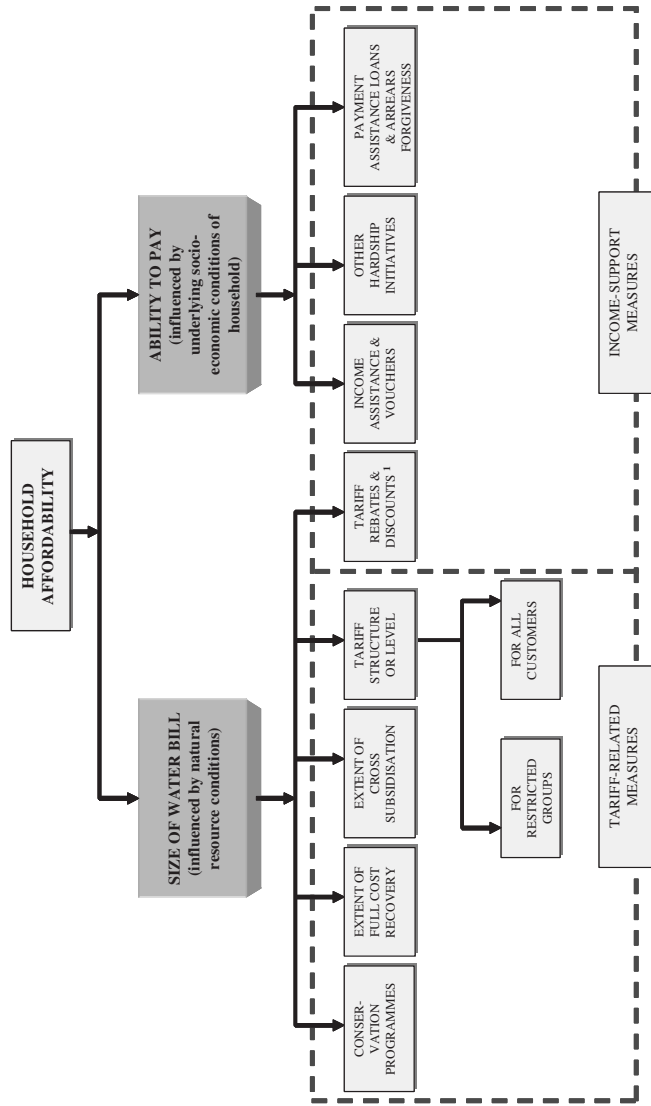 HOUSEHOLD
AFFORDABILITY
SIZE OF WATER BILL
(influenced by natural
resource conditions)
ABILITY TO PAY
(influenced by
underlying socio-
economic conditions of
household)
CONSER-
VATION
PROGRAMMES
EXTENT OF
FULL COST
RECOVERY
EXTENT OF
CROSS
SUBSIDISATION
TARIFF
STRUCTURE
OR LEVEL
TARIFF
REBATES &
DISCOUNTS ¹
INCOME
ASSISTANCE &
VOUCHERS
OTHER
HARDSHIP
INITIATIVES
PAYMENT
ASSISTANCE LOANS
& ARREARS
FORGIVENESS
FOR
RESTRICTED
GROUPS
FOR ALL
CUSTOMERS
TARIFF-RELATED
MEASURES
INCOME-SUPPORT
MEASURES